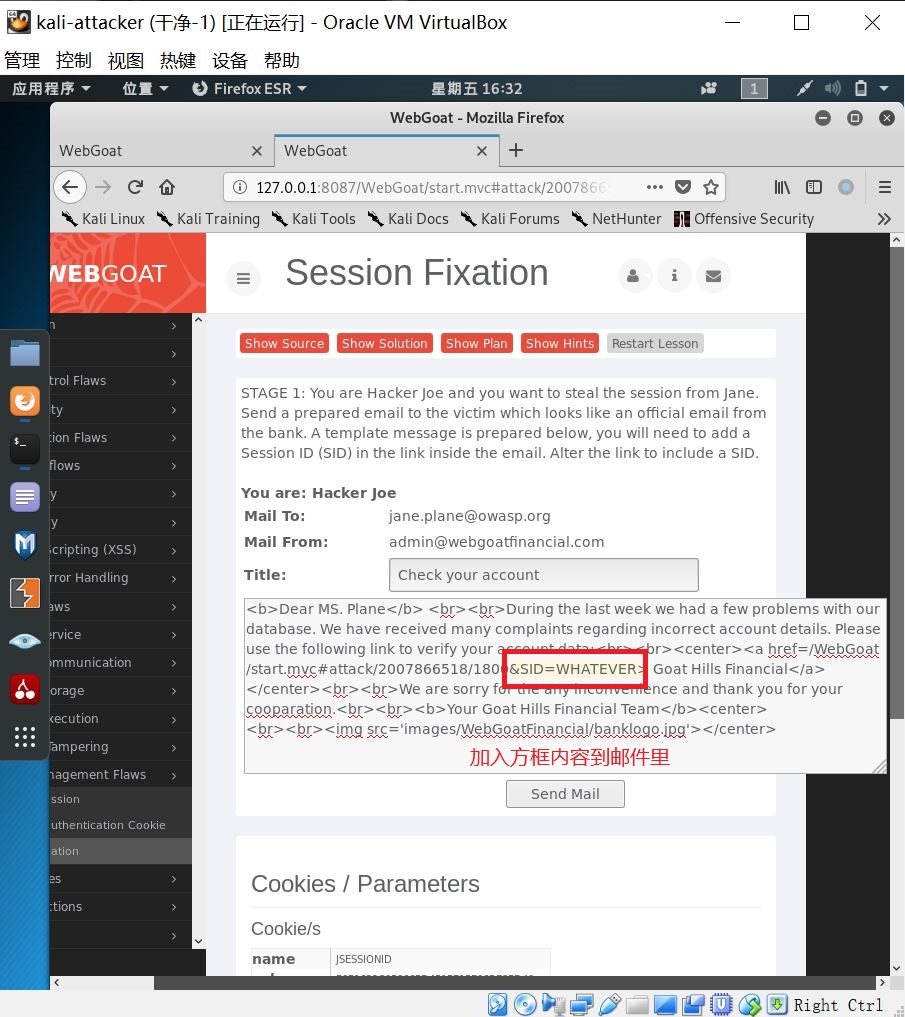 kali-attacker (干净-1) [正在运行] - Oracle VM VirtualBox
管理 控制 视图 热键 设备 帮助
应用程序 位置 Firefox ESR 星期五 16:32 1
WebGoat - Mozilla Firefox
WebGoat WebGoat
127.0.0.1:8087/WebGoat/start.mvc#attack/20078665
Kali Linux Kali Training Kali Tools Kali Docs Kali Forums NetHunter Offensive Security
WEBGOAT
Session Fixation
Show Source Show Solution Show Plan Show Hints Restart Lesson
n
trol Flaws
ty
tion Flaws
flows
y
y
Scripting (XSS)
rror Handling
aws
ervice
ommunication
orage
xecution
Tampering
nagement Flaws
ssion
uthentication Cookie
ation
es
ctions
STAGE 1: You are Hacker Joe and you want to steal the session from Jane.
Send a prepared email to the victim which looks like an official email from
the bank. A template message is prepared below, you will need to add a
Session ID (SID) in the link inside the email. Alter the link to include a SID.
You are: Hacker Joe
Mail To: jane.plane@owasp.org
Mail From: admin@webgoatfinancial.com
Title: Check your account
<b>Dear MS. Plane</b> <br><br>During the last week we had a few problems with our
database. We have received many complaints regarding incorrect account details. Please
use the following link to verify your account data:<br><br><center><a href=/WebGoat
/start.mvc#attack/2007866518/1800&SID=WHATEVER> Goat Hills Financial</a>
</center><br><br>We are sorry for the any inconvenience and thank you for your
cooparation.<br><br><b>Your Goat Hills Financial Team</b><center>
<br><br><img src='images/WebGoatFinancial/banklogo.jpg'></center>
加入方框内容到邮件里
Send Mail
Cookies / Parameters
Cookie/s
name JSESSIONID
Right Ctrl